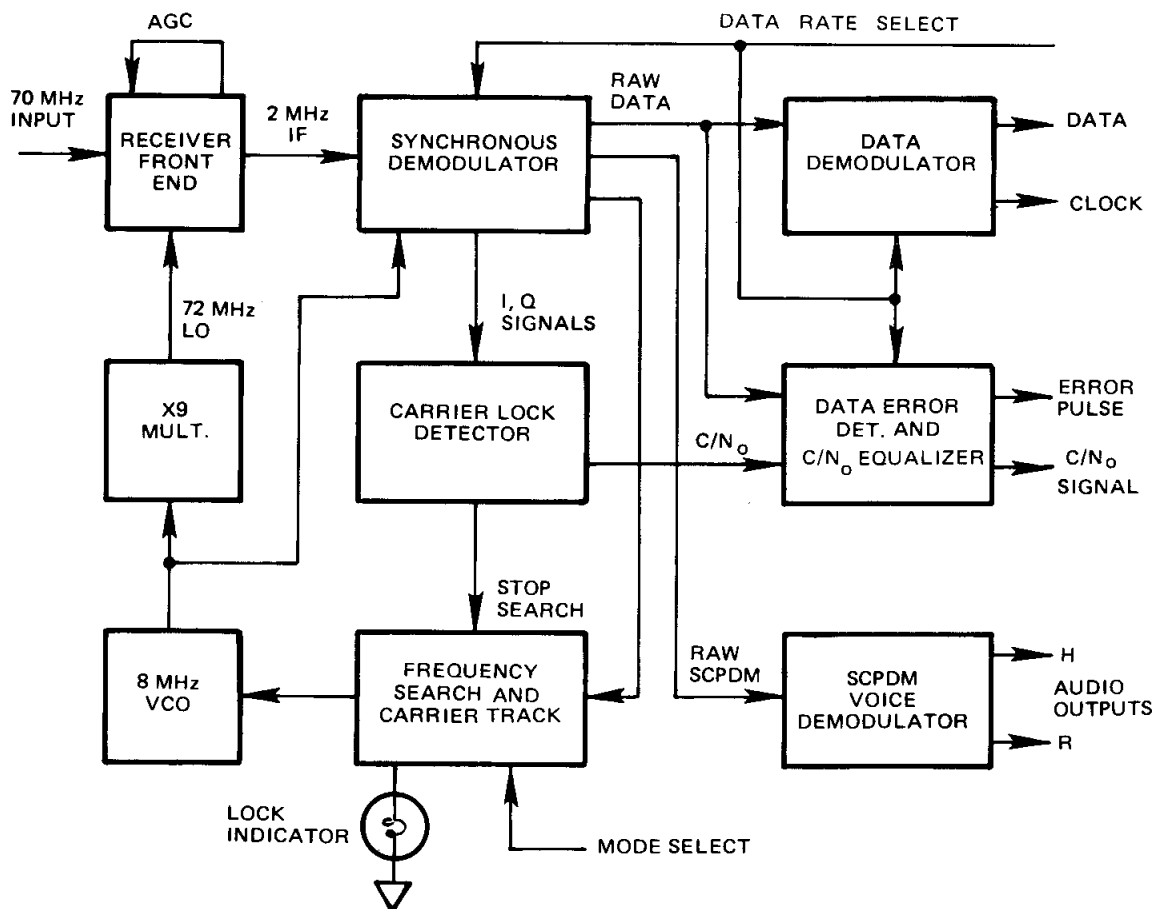 AGC
DATA RATE SELECT
70 MHz
INPUT
RECEIVER
FRONT
END
2 MHz
IF
SYNCHRONOUS
DEMODULATOR
RAW
DATA
DATA
DEMODULATOR
DATA
CLOCK
72 MHz
LO
I, Q
SIGNALS
X9
MULT.
CARRIER LOCK
DETECTOR
C/No
DATA ERROR
DET. AND
C/No EQUALIZER
ERROR
PULSE
C/No
SIGNAL
STOP
SEARCH
8 MHz
VCO
FREQUENCY
SEARCH AND
CARRIER TRACK
RAW
SCPDM
SCPDM
VOICE
DEMODULATOR
H
AUDIO
OUTPUTS
R
LOCK
INDICATOR
MODE SELECT